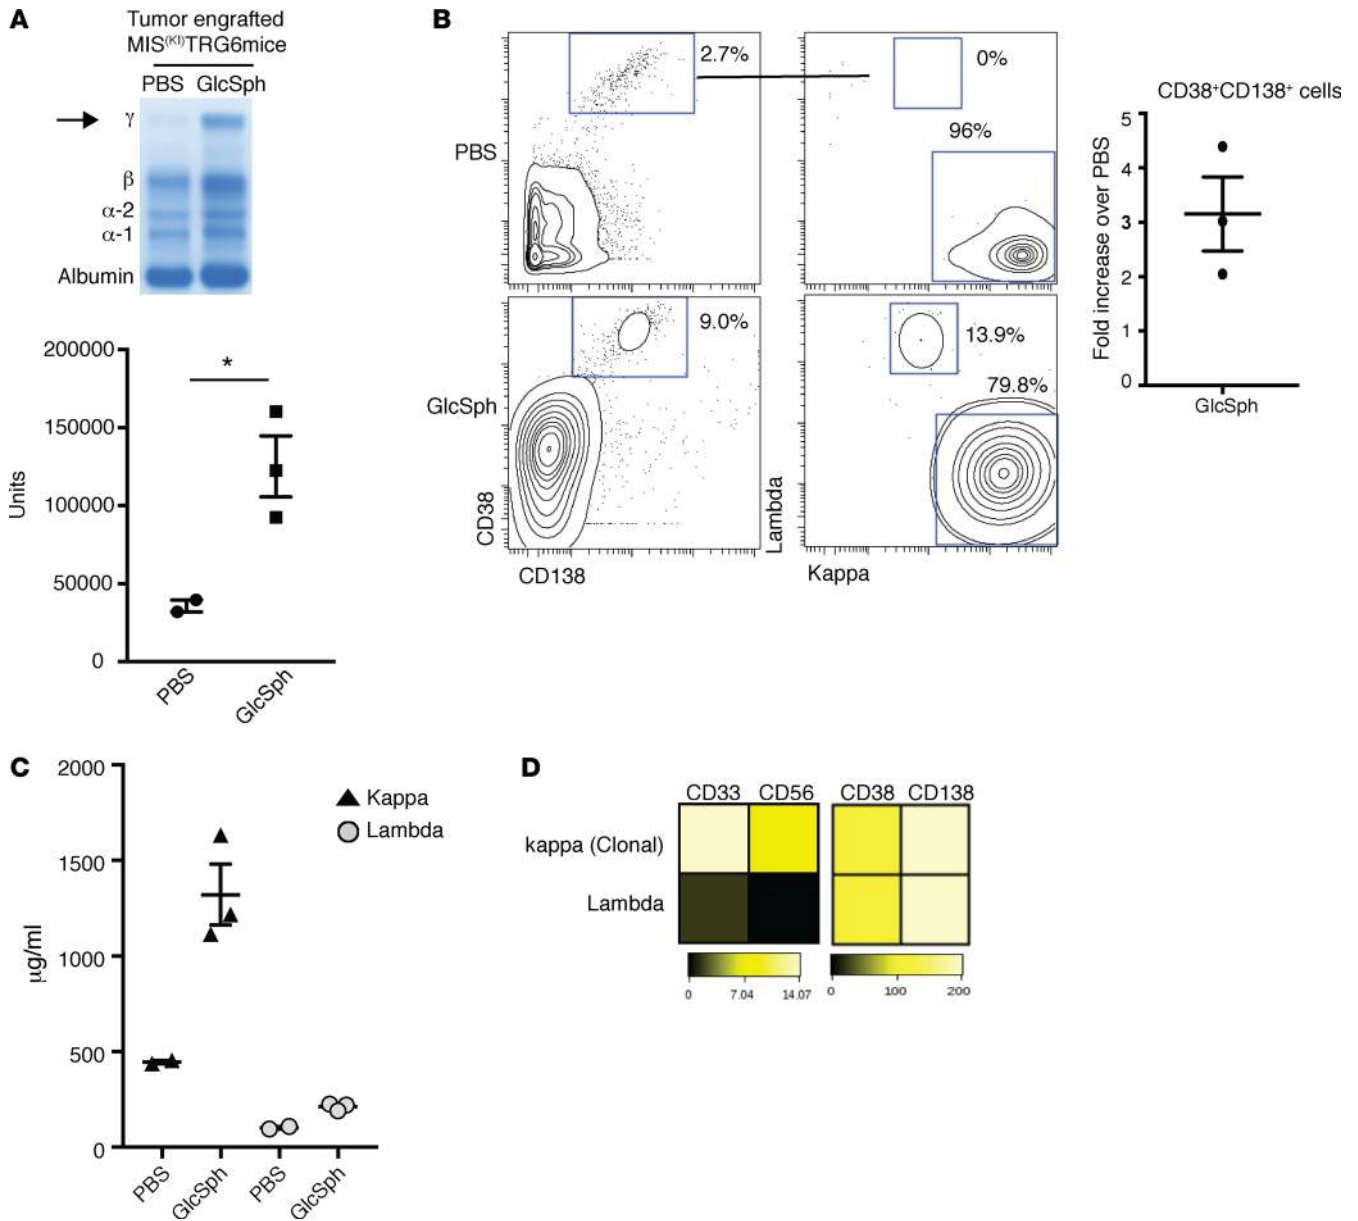 A
Tumor engrafted
MIS(KI)TRG6mice
PBS GlcSph
γ
β
α-2
α-1
Albumin
200000
150000
100000
50000
0
Units
*
PBS
GlcSph
B
PBS
2.7%
0%
96%
GlcSph
9.0%
13.9%
79.8%
CD38
CD138
Lambda
Kappa
CD38+CD138+ cells
Fold increase over PBS
5
4
3
2
1
0
GlcSph
C
2000
1500
1000
500
0
µg/ml
Kappa
Lambda
PBS
GlcSph
PBS
GlcSph
D
CD33 CD56 CD38 CD138
kappa (Clonal)
Lambda
0 7.04 14.07
0 100 200